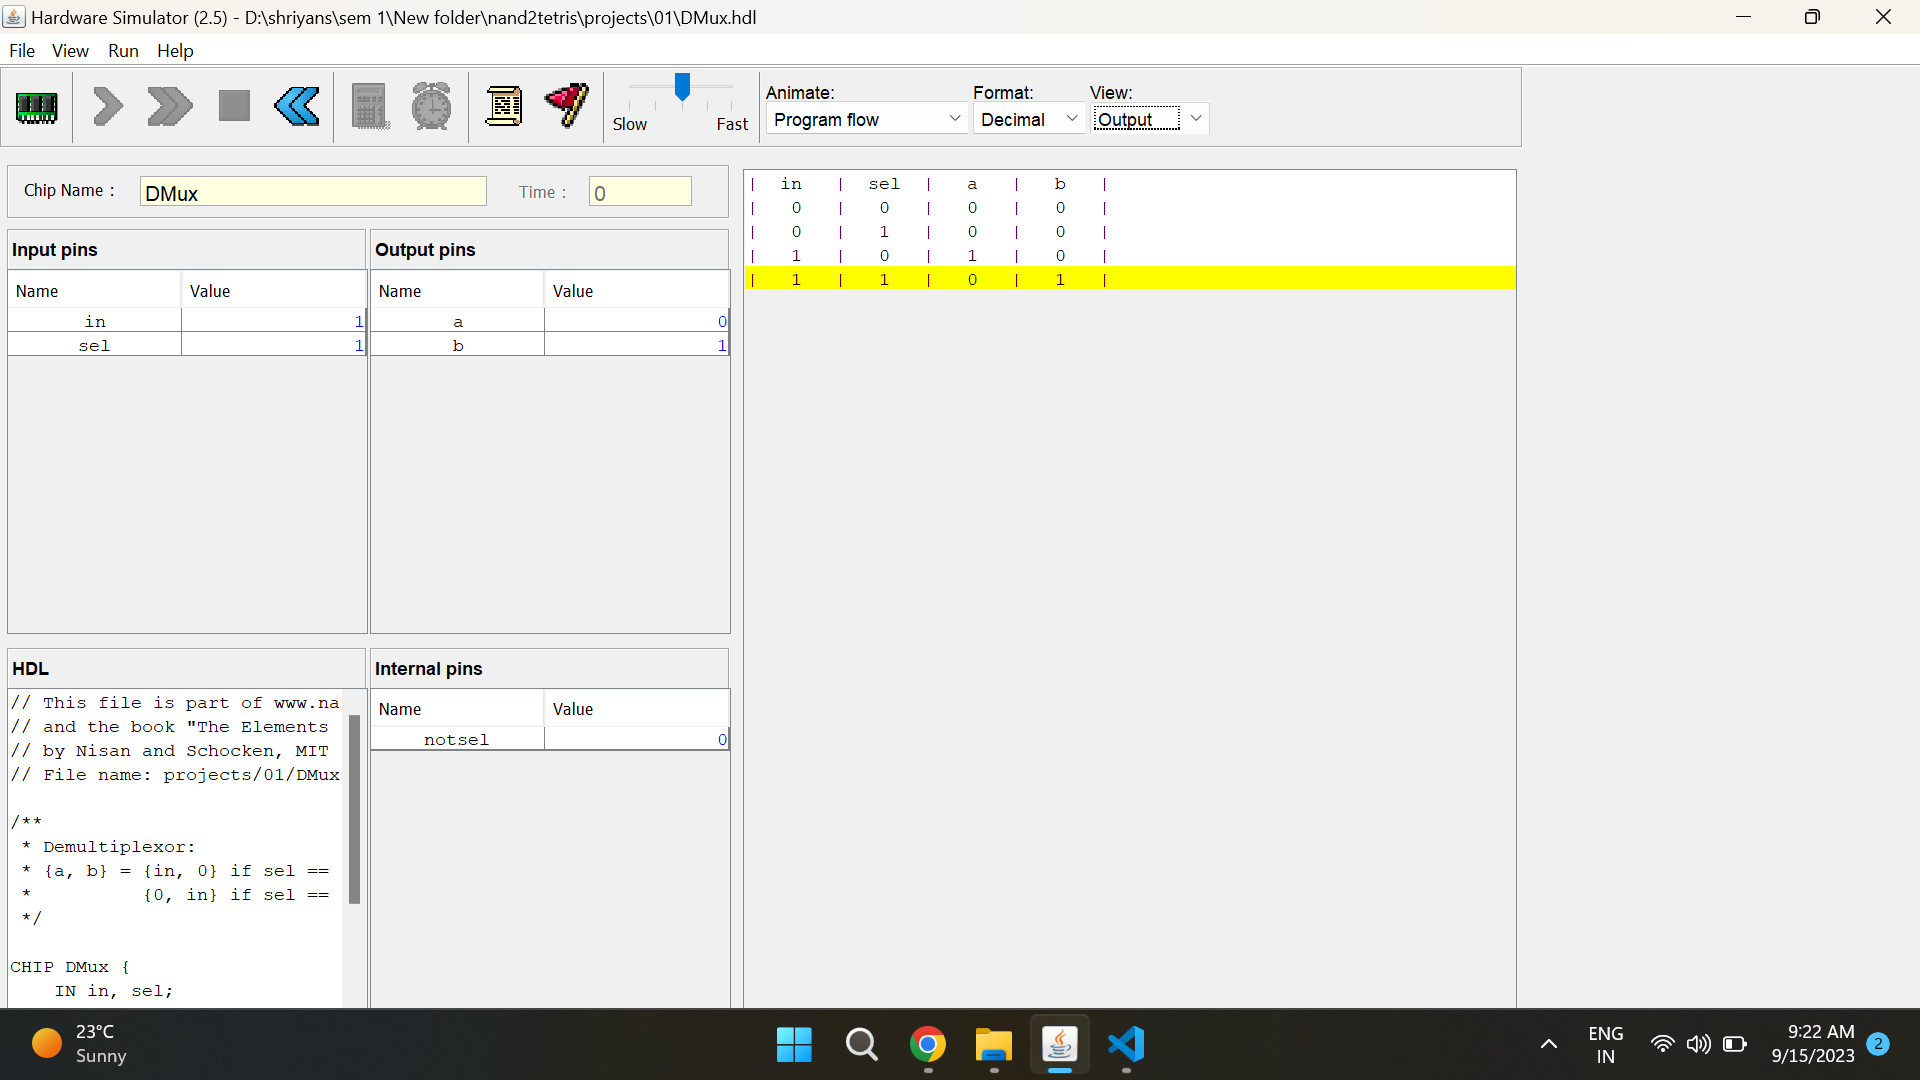 Hardware Simulator (2.5) - D:\shriyans\sem 1\New folder\nand2tetris\projects\01\DMux.hdl
File View Run Help
Slow Fast
Animate: Format: View:
Program flow Decimal Output
Chip Name : DMux Time : 0
Input pins Output pins
Name Value Name Value
in 1 a 0
sel 1 b 1
| in | sel | a | b |
| 0 | 0 | 0 | 0 |
| 0 | 1 | 0 | 0 |
| 1 | 0 | 1 | 0 |
| 1 | 1 | 0 | 1 |
HDL
// This file is part of www.na
// and the book "The Elements
// by Nisan and Schocken, MIT
// File name: projects/01/DMux
/**
* Demultiplexor:
* {a, b} = {in, 0} if sel ==
* {0, in} if sel ==
*/
CHIP DMux {
IN in, sel;
Internal pins
Name Value
notsel 0
23°C
Sunny
ENG
IN
9:22 AM
9/15/2023
2